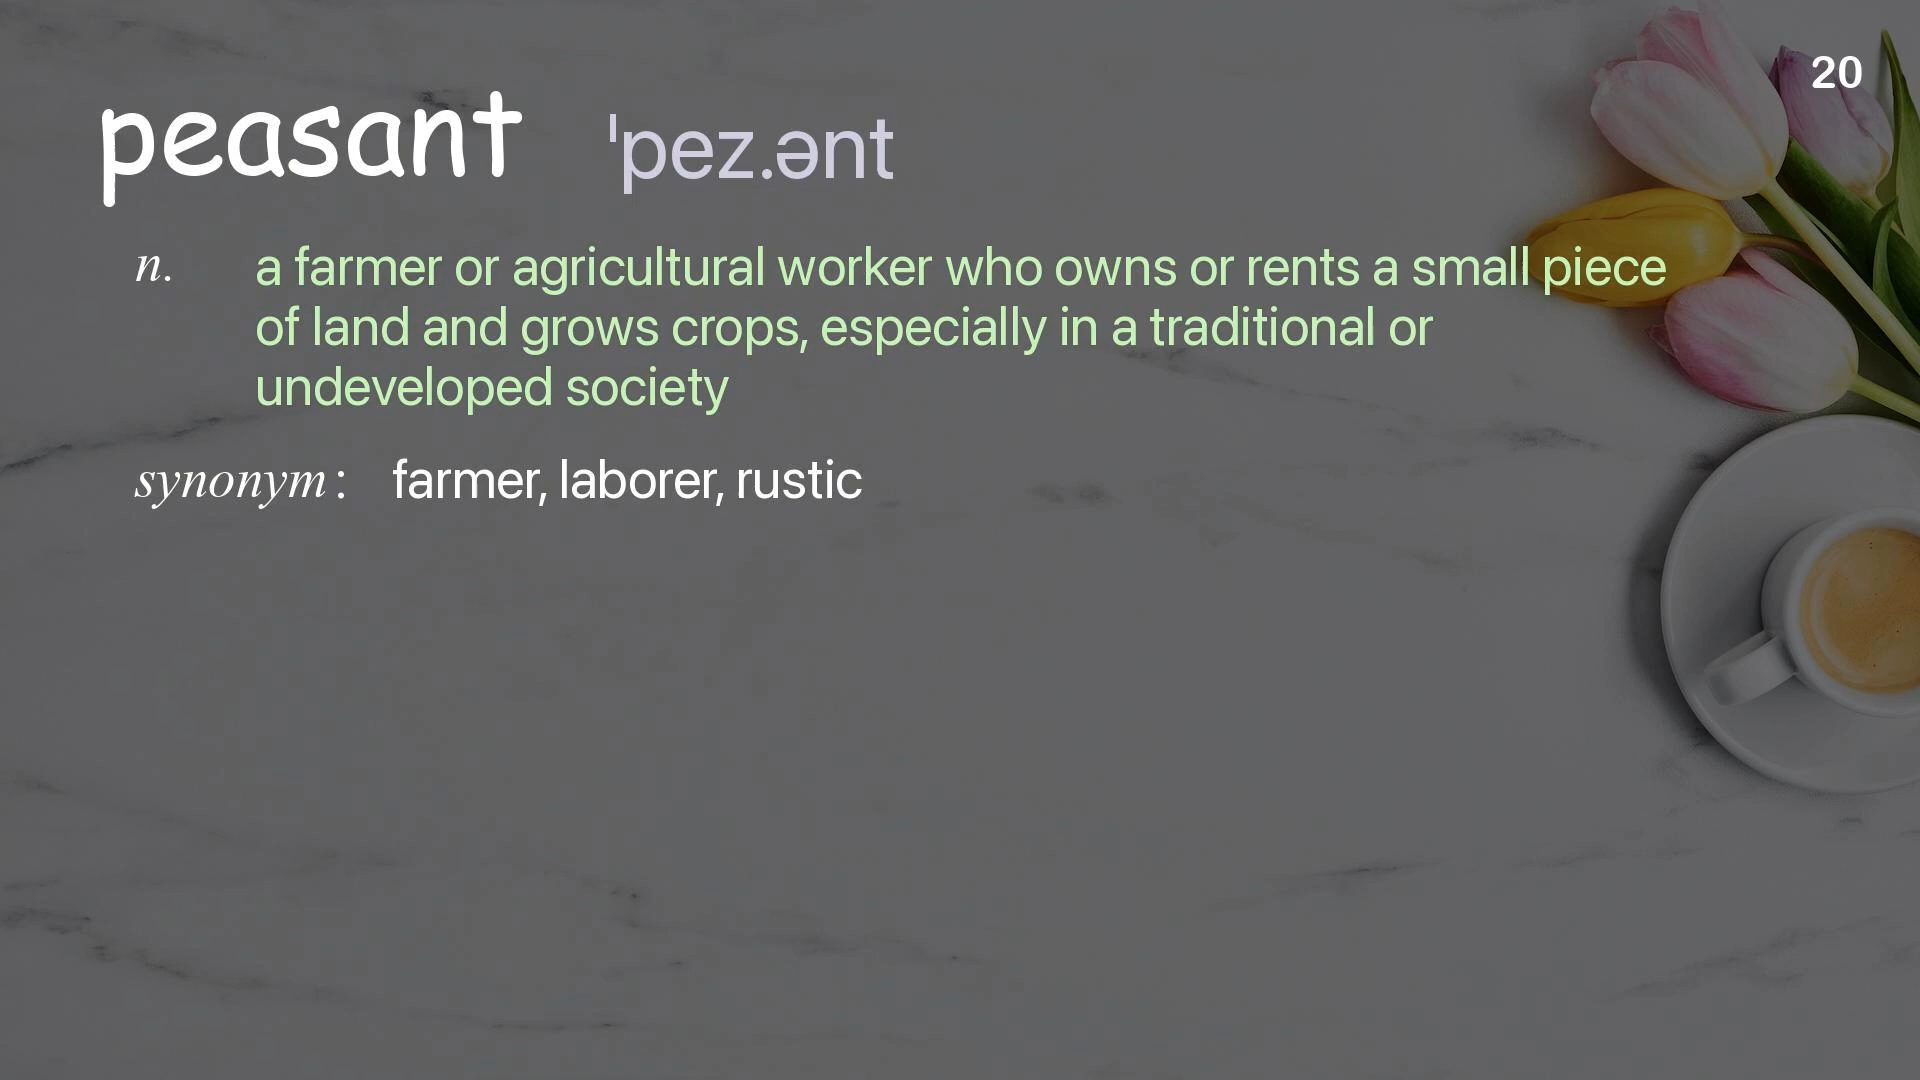 20
peasant ˈpez.ənt
n. a farmer or agricultural worker who owns or rents a small piece
of land and grows crops, especially in a traditional or
undeveloped society
synonym : farmer, laborer, rustic